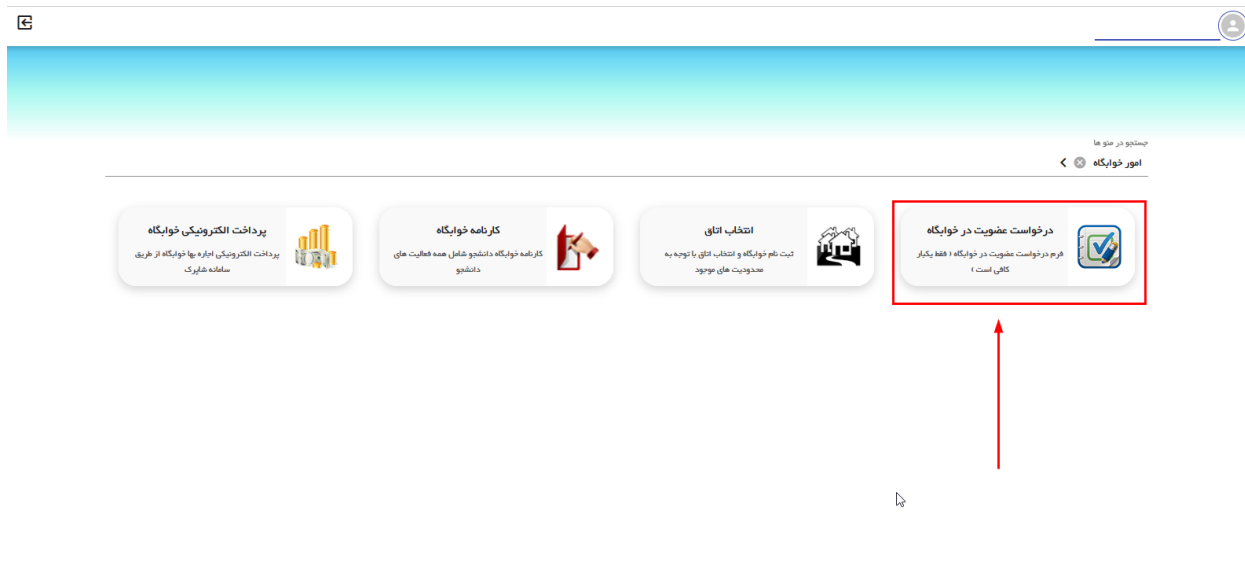 جستجو در منو ها
امور خوابگاه
درخواست عضویت در خوابگاه
فرم درخواست عضویت در خوابگاه ( فقط یکبار
کافی است )
انتخاب اتاق
ثبت نام خوابگاه و انتخاب اتاق با توجه به
محدودیت های موجود
کارنامه خوابگاه
کارنامه خوابگاه دانشجو شامل همه فعالیت های
دانشجو
پرداخت الکترونیکی خوابگاه
پرداخت الکترونیکی اجاره بها خوابگاه از طریق
سامانه شاپرک